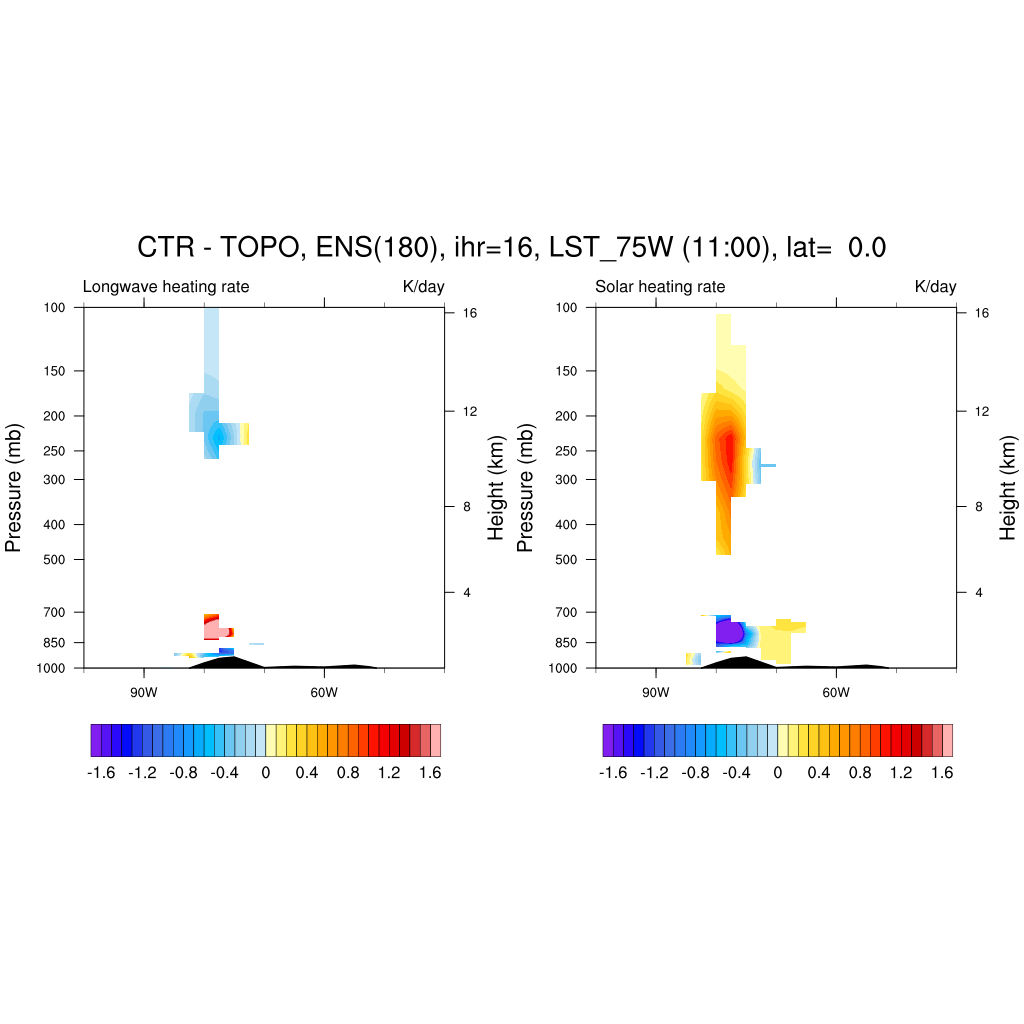 CTR - TOPO, ENS(180), ihr=16, LST_75W (11:00), lat=  0.0
Longwave heating rate K/day
100
150
200
250
300
400
500
700
850
1000
Pressure (mb)
16
12
8
4
Height (km)
90W 60W
-1.6 -1.2 -0.8 -0.4 0 0.4 0.8 1.2 1.6
Solar heating rate K/day
100
150
200
250
300
400
500
700
850
1000
Pressure (mb)
16
12
8
4
Height (km)
90W 60W
-1.6 -1.2 -0.8 -0.4 0 0.4 0.8 1.2 1.6